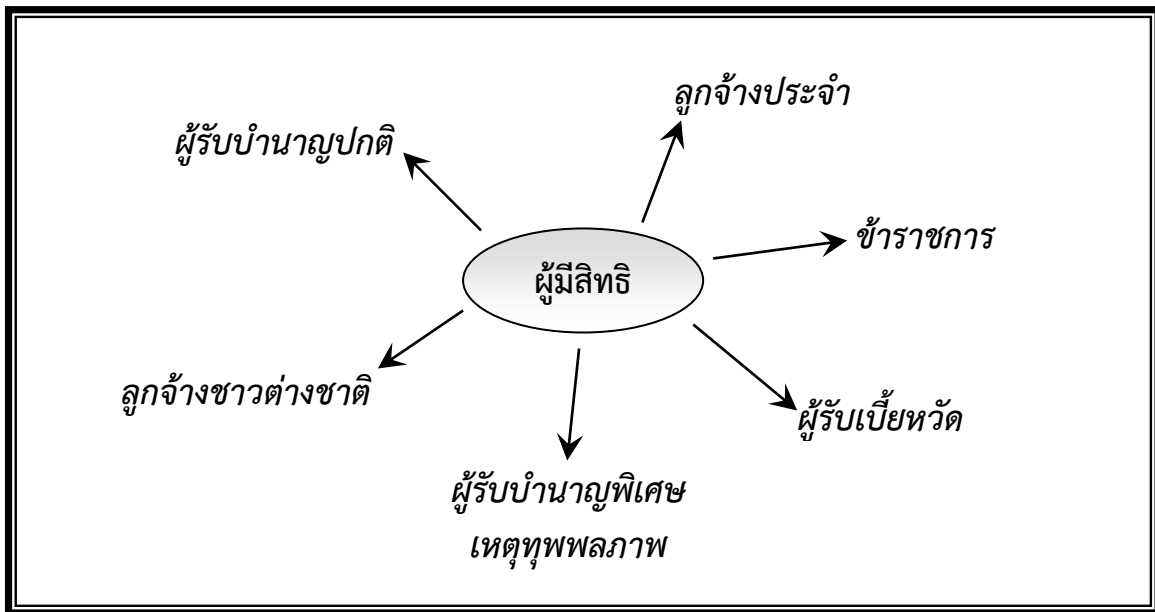 ลูกจ้างประจำ
ผู้รับบำนาญปกติ
ข้าราชการ
ผู้มีสิทธิ
ลูกจ้างชาวต่างชาติ
ผู้รับเบี้ยหวัด
ผู้รับบำนาญพิเศษ
เหตุทุพพลภาพ